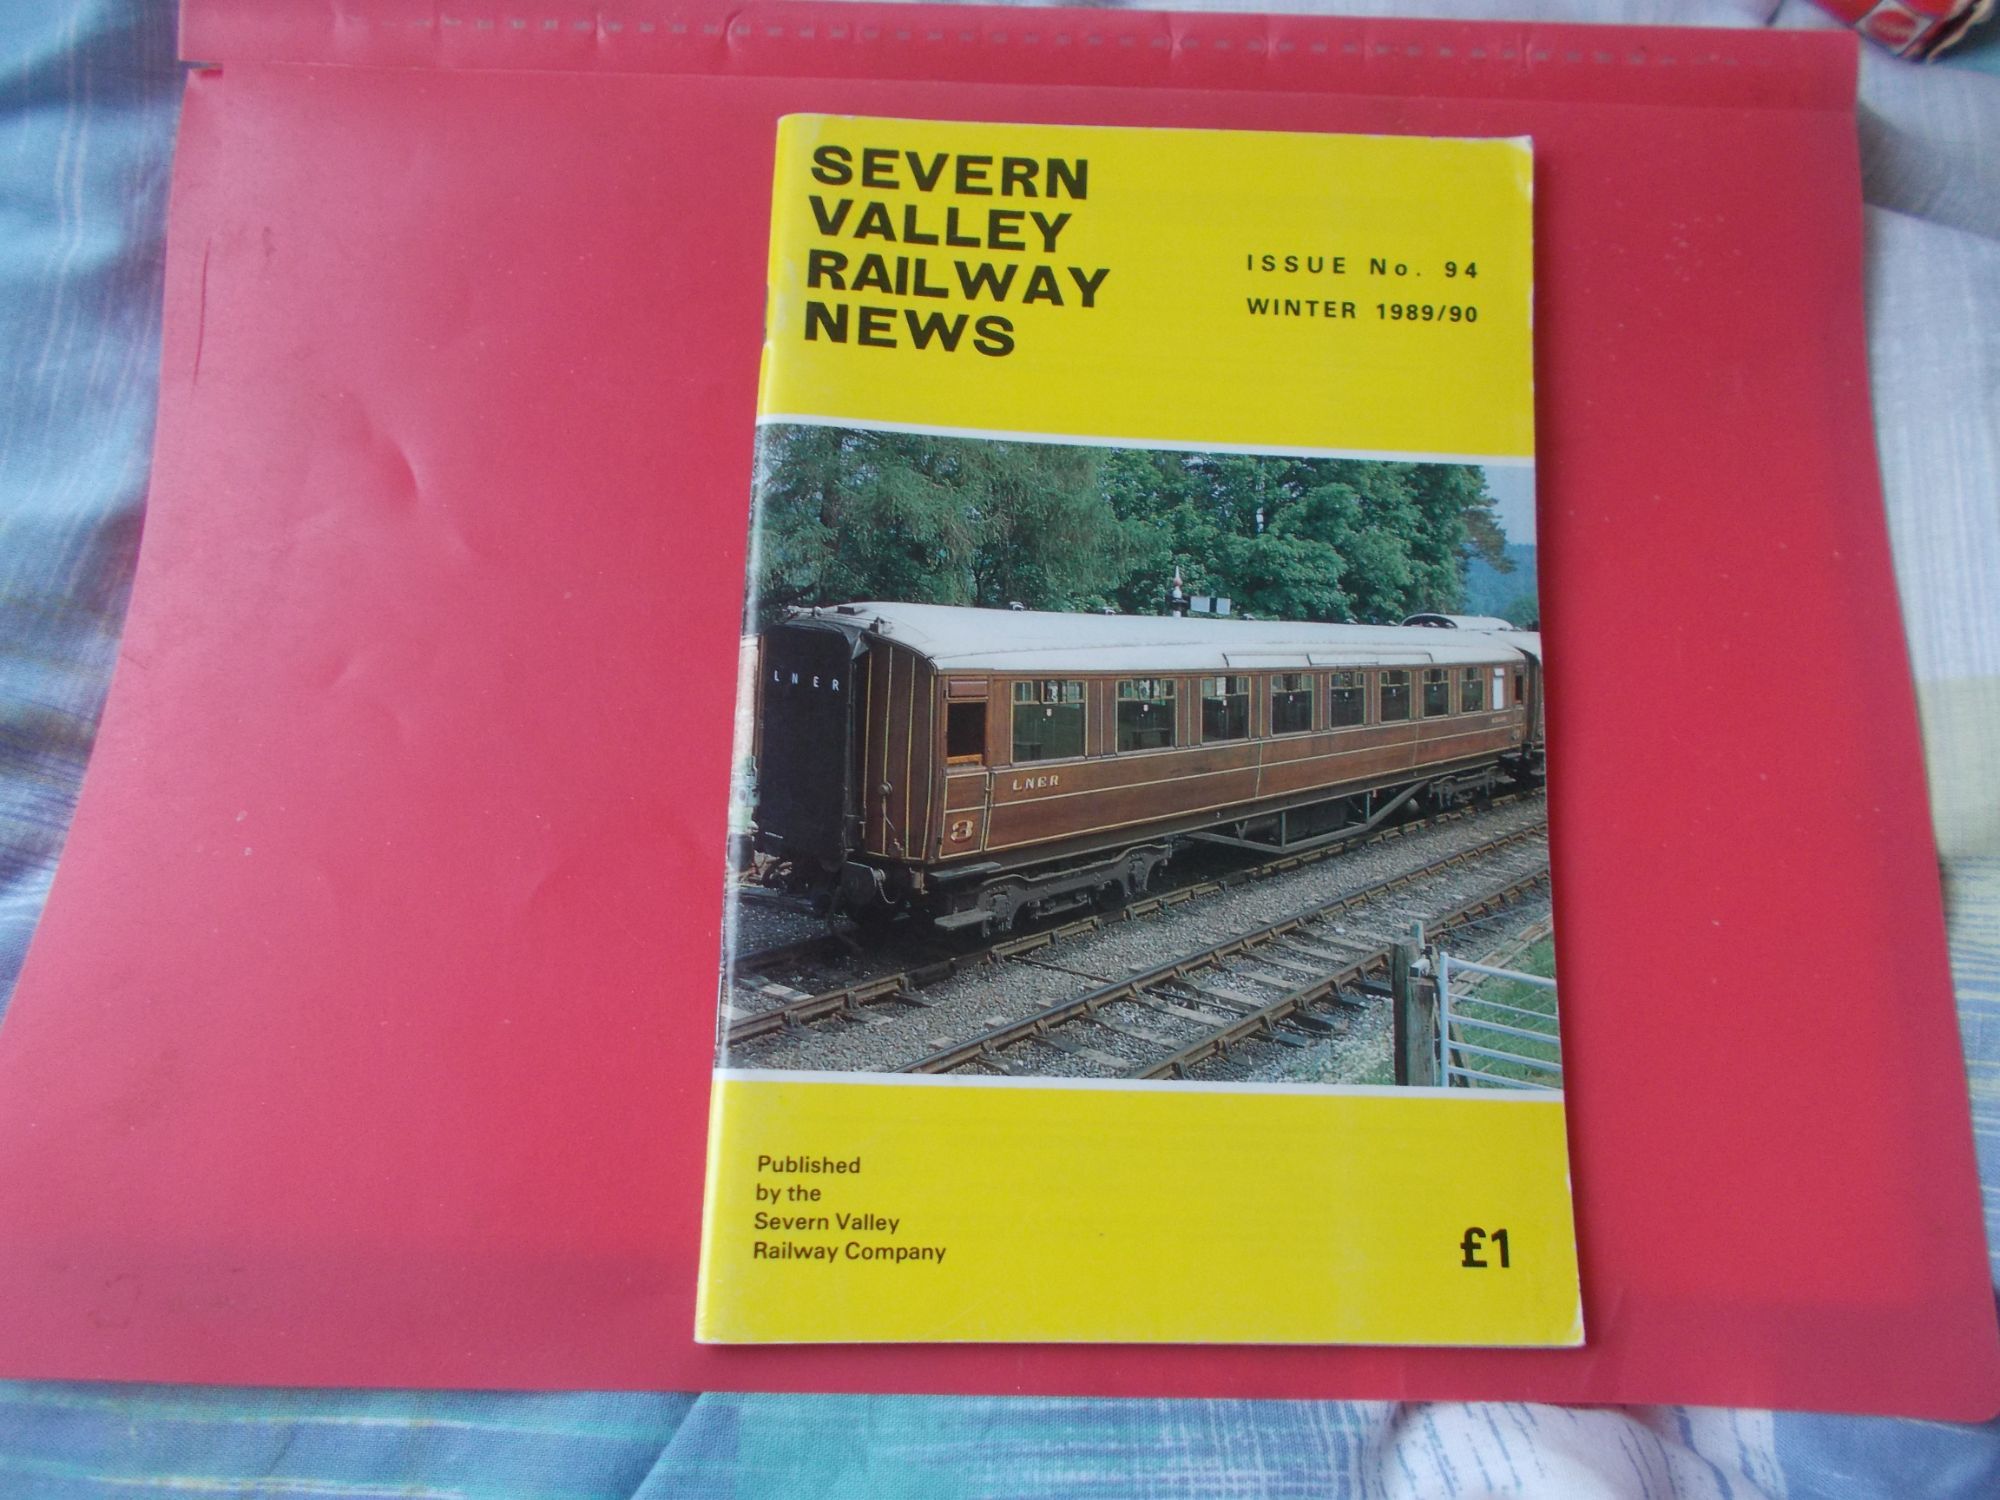 SEVERN
VALLEY
RAILWAY
NEWS
ISSUE No. 94
WINTER 1989/90
LNER
LNER
3
Published
by the
Severn Valley
Railway Company
£1